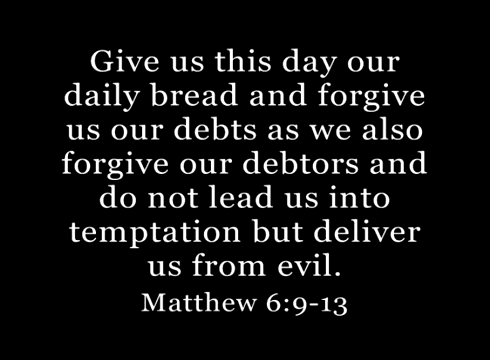 Give us this day our
daily bread and forgive
us our debts as we also
forgive our debtors and
do not lead us into
temptation but deliver
us from evil.
Matthew 6:9-13